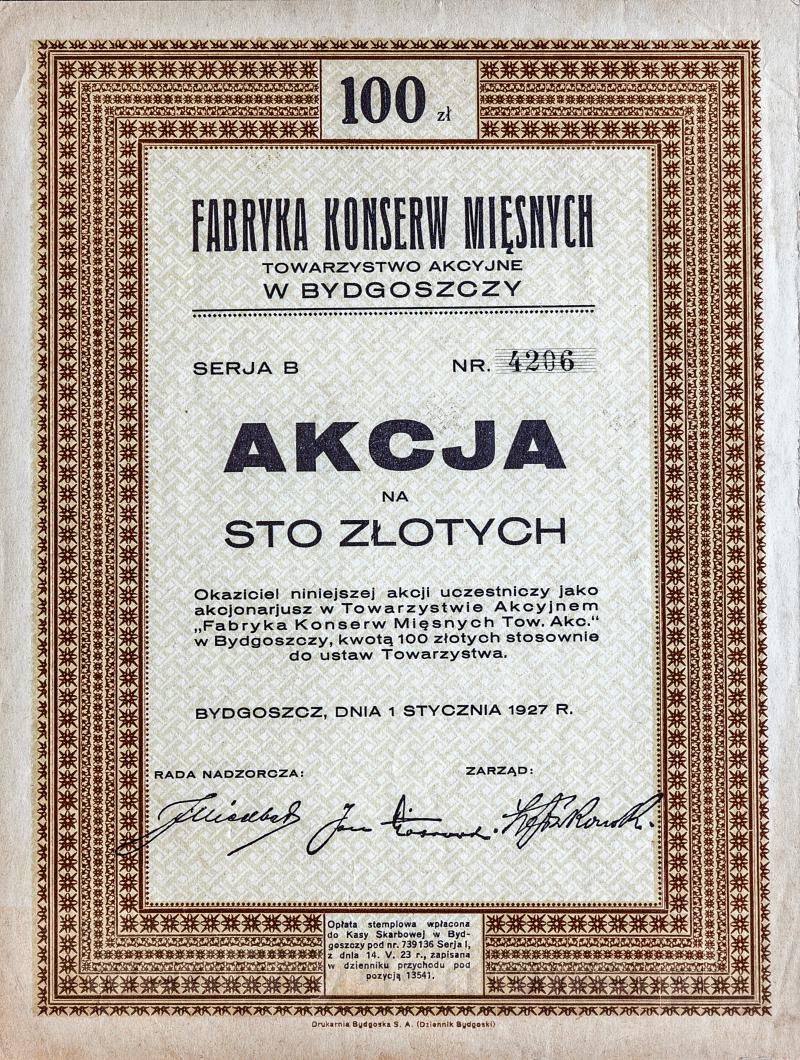 100 zł
FABRYKA KONSERW MIĘSNYCH
TOWARZYSTWO AKCYJNE
W BYDGOSZCZY
SERJA B NR. 4206
AKCJA
NA
STO ZŁOTYCH
Okaziciel niniejszej akcji uczestniczy jako
akcjonarjusz w Towarzystwie Akcyjnem
„Fabryka Konserw Mięsnych Tow. Akc.“
w Bydgoszczy, kwotą 100 złotych stosownie
do ustaw Towarzystwa.
BYDGOSZCZ, DNIA 1 STYCZNIA 1927 R.
RADA NADZORCZA: ZARZĄD:
Jan
Opłata stemplowa wpłacona
do Kasy Skarbowej w Byd-
goszczy pod nr. 739136 Serja I,
z dnia 14. V. 23 r., zapisana
w dzienniku przychodu pod
pozycją 13541.
Drukarnia Bydgoska S. A. (Dziennik Bydgoski)